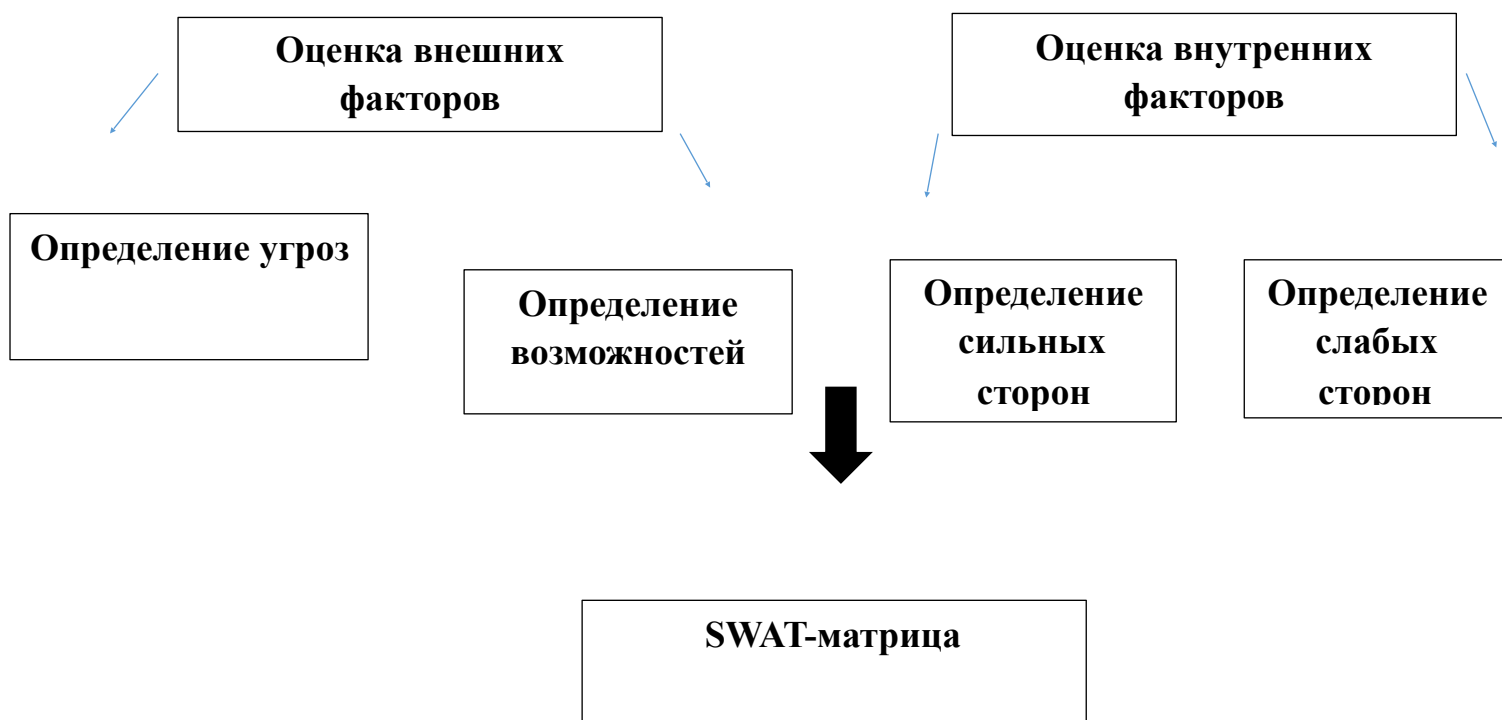 Оценка внешних
факторов
Оценка внутренних
факторов
Определение угроз
Определение
возможностей
Определение
сильных
сторон
Определение
слабых
сторон
SWAT-матрица